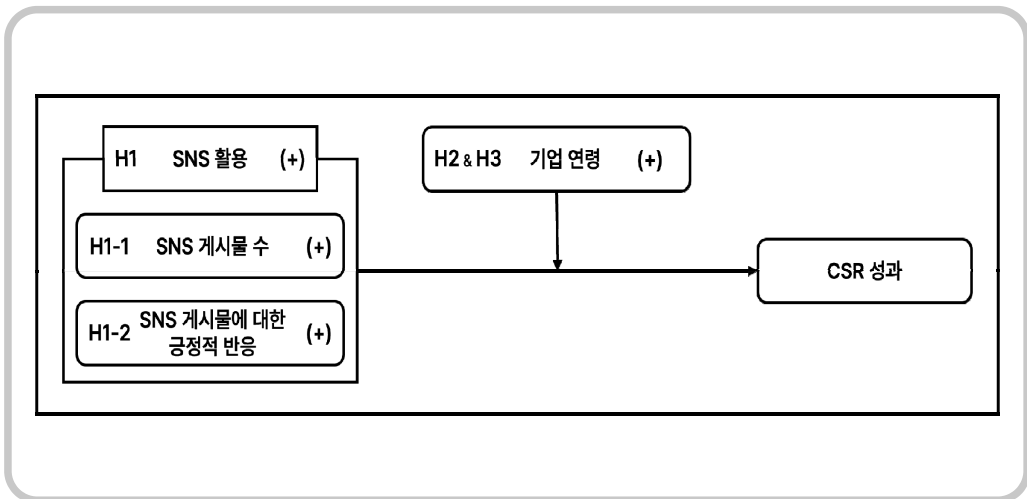 H1 SNS 활용 (+)
H2 & H3 기업 연령 (+)
H1-1 SNS 게시물 수 (+)
CSR 성과
H1-2 SNS 게시물에 대한
긍정적 반응 (+)